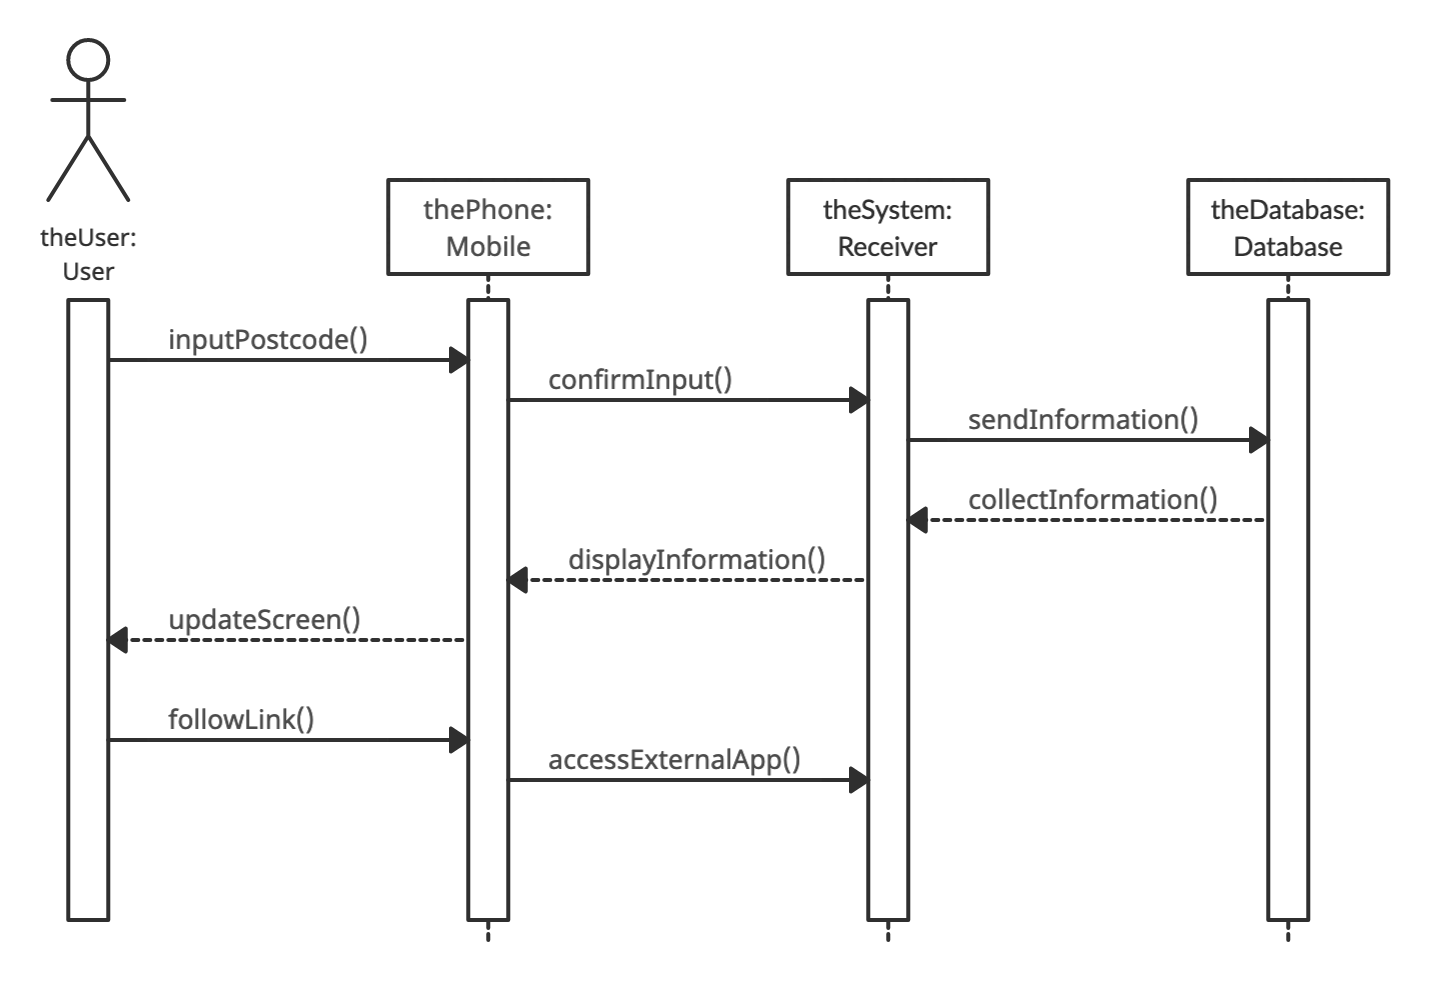 theUser:
User
thePhone:
Mobile
theSystem:
Receiver
theDatabase:
Database
inputPostcode()
confirmInput()
sendInformation()
collectInformation()
displayInformation()
updateScreen()
followLink()
accessExternalApp()